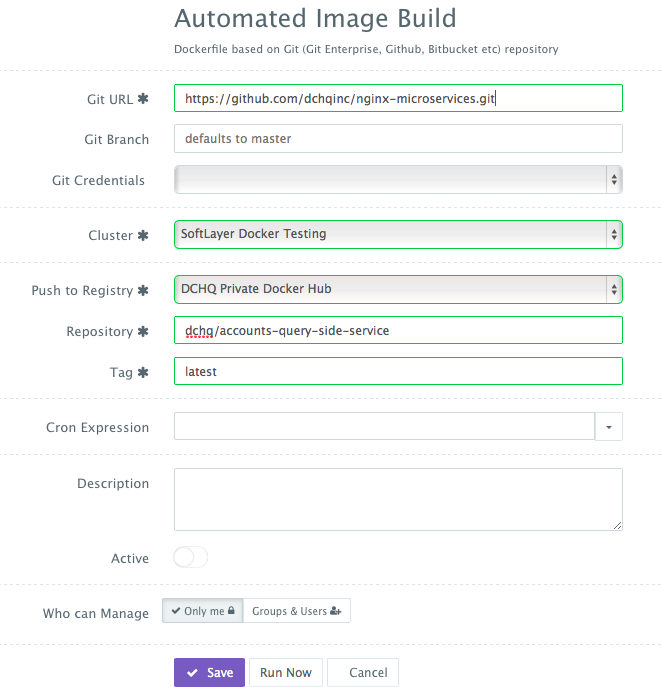 Automated Image Build
Dockerfile based on Git (Git Enterprise, Github, Bitbucket etc) repository
Git URL ✱ https://github.com/dchqinc/nginx-microservices.git
Git Branch defaults to master
Git Credentials
Cluster ✱ SoftLayer Docker Testing
Push to Registry ✱ DCHQ Private Docker Hub
Repository ✱ dchq/accounts-query-side-service
Tag ✱ latest
Cron Expression
Description
Active
Who can Manage Only me Groups & Users
Save Run Now Cancel